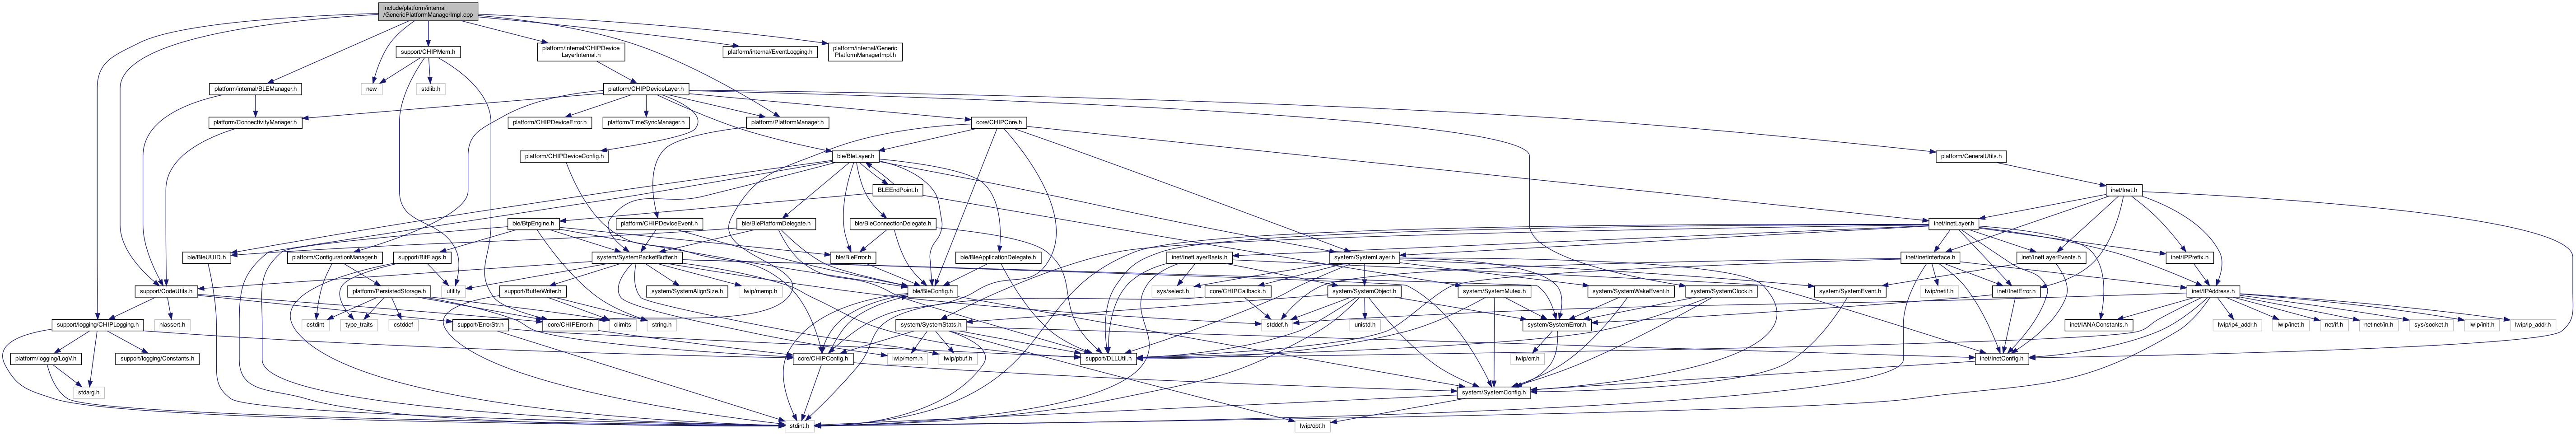 include/platform/internal
/GenericPlatformManagerImpl.cpp
support/CHIPMem.h
platform/internal/CHIPDevice
LayerInternal.h
platform/internal/EventLogging.h
platform/internal/Generic
PlatformManagerImpl.h
platform/internal/BLEManager.h
new
stdlib.h
platform/CHIPDeviceLayer.h
platform/ConnectivityManager.h
platform/CHIPDeviceError.h
platform/TimeSyncManager.h
platform/PlatformManager.h
core/CHIPCore.h
platform/CHIPDeviceConfig.h
ble/BleLayer.h
platform/GeneralUtils.h
BLEEndPoint.h
inet/Inet.h
ble/BtpEngine.h
platform/CHIPDeviceEvent.h
ble/BlePlatformDelegate.h
ble/BleConnectionDelegate.h
inet/InetLayer.h
ble/BleUUID.h
platform/ConfigurationManager.h
support/BitFlags.h
system/SystemPacketBuffer.h
ble/BleError.h
ble/BleApplicationDelegate.h
inet/InetLayerBasis.h
system/SystemLayer.h
inet/InetInterface.h
inet/InetLayerEvents.h
inet/IPPrefix.h
support/CodeUtils.h
platform/PersistedStorage.h
utility
support/BufferWriter.h
system/SystemAlignSize.h
lwip/memp.h
ble/BleConfig.h
sys/select.h
core/CHIPCallback.h
system/SystemObject.h
system/SystemMutex.h
system/SystemWakeEvent.h
system/SystemClock.h
system/SystemEvent.h
lwip/netif.h
inet/InetError.h
inet/IPAddress.h
support/logging/CHIPLogging.h
nlassert.h
cstdint
type_traits
cstddef
support/ErrorStr.h
core/CHIPError.h
climits
string.h
system/SystemStats.h
stddef.h
unistd.h
system/SystemError.h
inet/IANAConstants.h
lwip/ip4_addr.h
lwip/inet.h
net/if.h
netinet/in.h
sys/socket.h
lwip/init.h
lwip/ip_addr.h
platform/logging/LogV.h
support/logging/Constants.h
core/CHIPConfig.h
lwip/mem.h
lwip/pbuf.h
support/DLLUtil.h
lwip/err.h
inet/InetConfig.h
stdarg.h
system/SystemConfig.h
stdint.h
lwip/opt.h